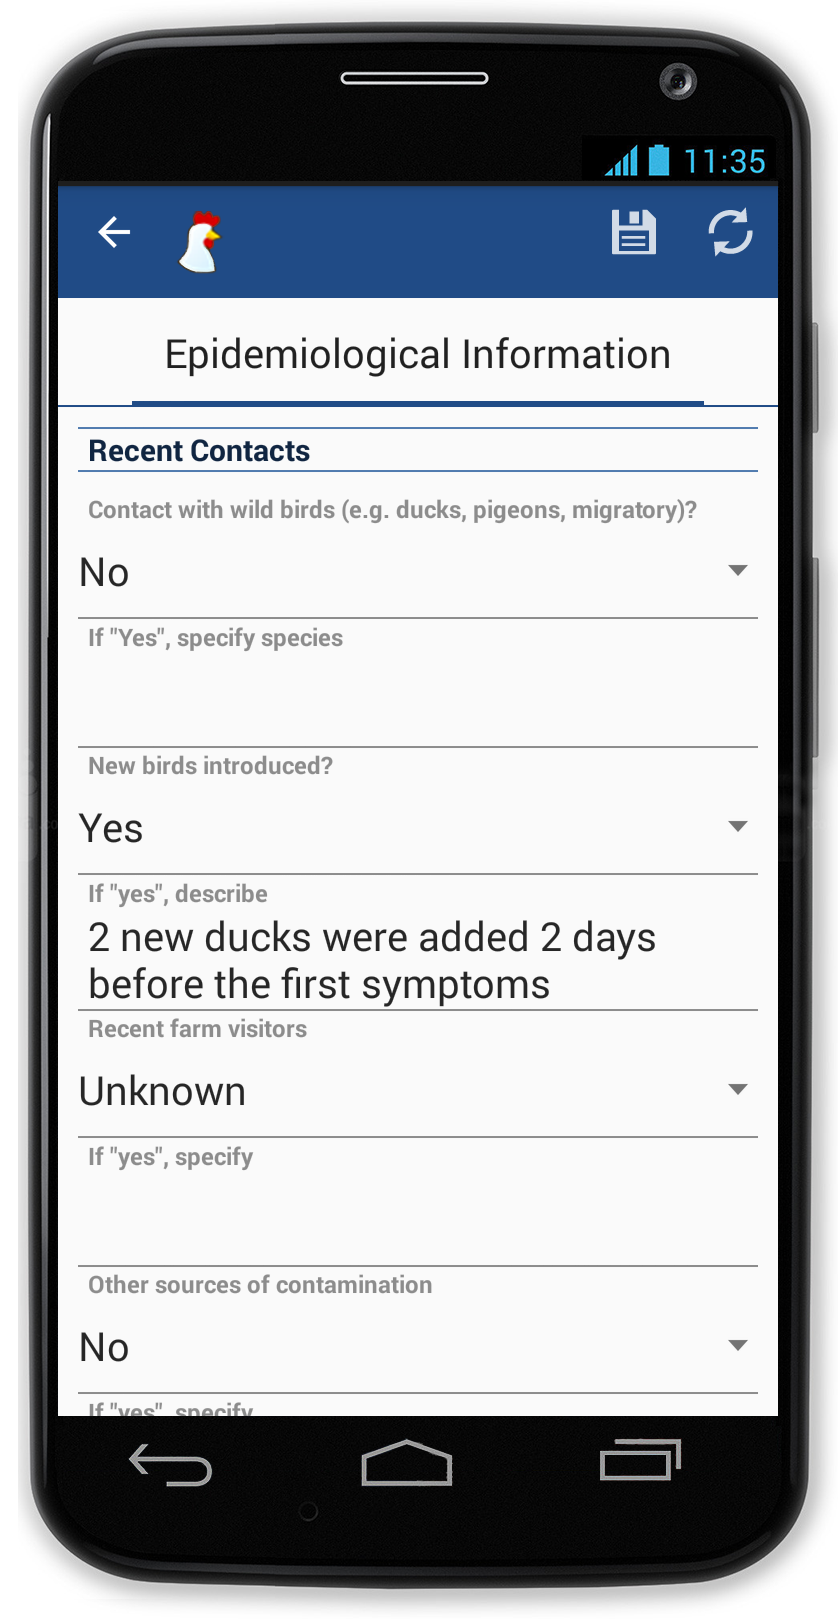 11:35
Epidemiological Information
Recent Contacts
Contact with wild birds (e.g. ducks, pigeons, migratory)?
No
If "Yes", specify species
New birds introduced?
Yes
If "yes", describe
2 new ducks were added 2 days
before the first symptoms
Recent farm visitors
Unknown
If "yes", specify
Other sources of contamination
No
If "yes", specify